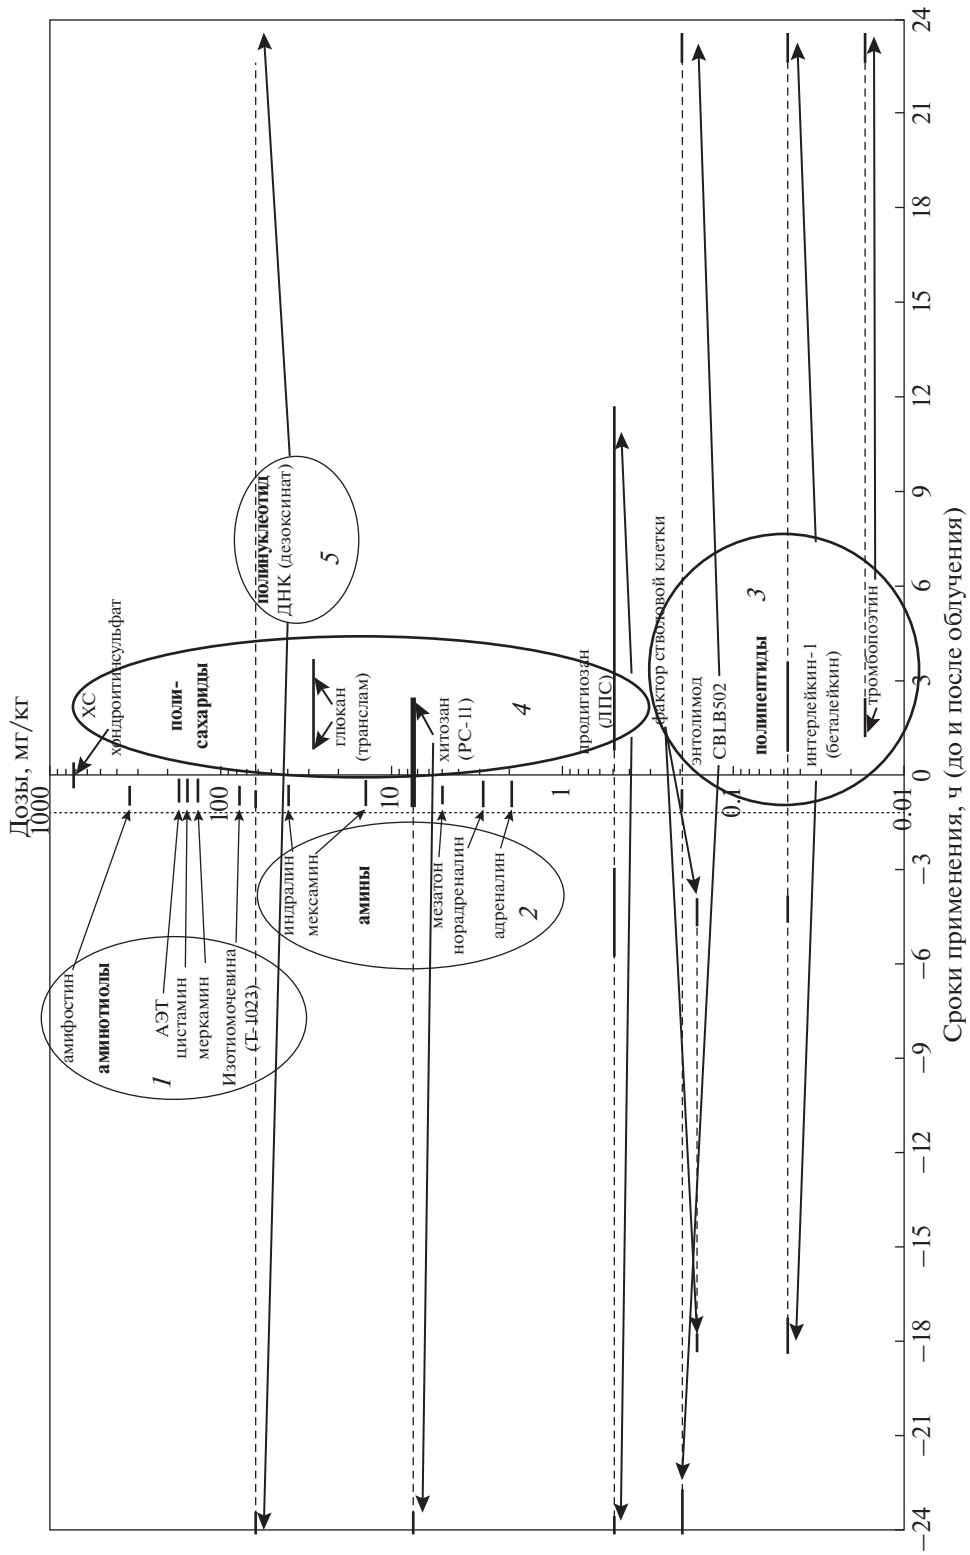 Дозы, мг/кг
1000
100
10
1
0.1
0.01
амифостин
аминотиолы
АЭТ
цистамин
меркамин
Изотиомочевина
(Т-1023)
1
индралин
мексамин
амины
мезатон
норадреналин
адреналин
2
ХС
хондроитинсульфат
поли-
сахариды
глюкан
(транслам)
хитозан
(РС-11)
4
продигиозан
(ЛПС)
полинуклеотид
ДНК (дезоксинат)
5
фактор стволовой клетки
энтолимод
CBLB502
полипептиды
3
интерлейкин-1
(беталейкин)
тромбопоэтин
−24
−21
−18
−15
−12
−9
−6
−3
0
3
6
9
12
15
18
21
24
Сроки применения, ч (до и после облучения)